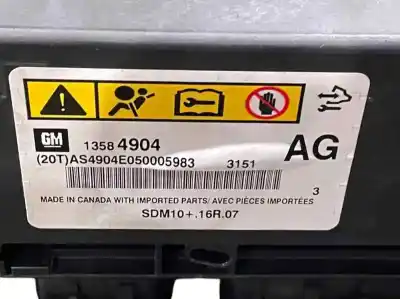 GM
1358 4904
(20T)AS4904E050005983 3151
AG
3
MADE IN CANADA WITH IMPORTED PARTS/ AVEC PIÈCES IMPORTÉES
SDM10+.16R.07